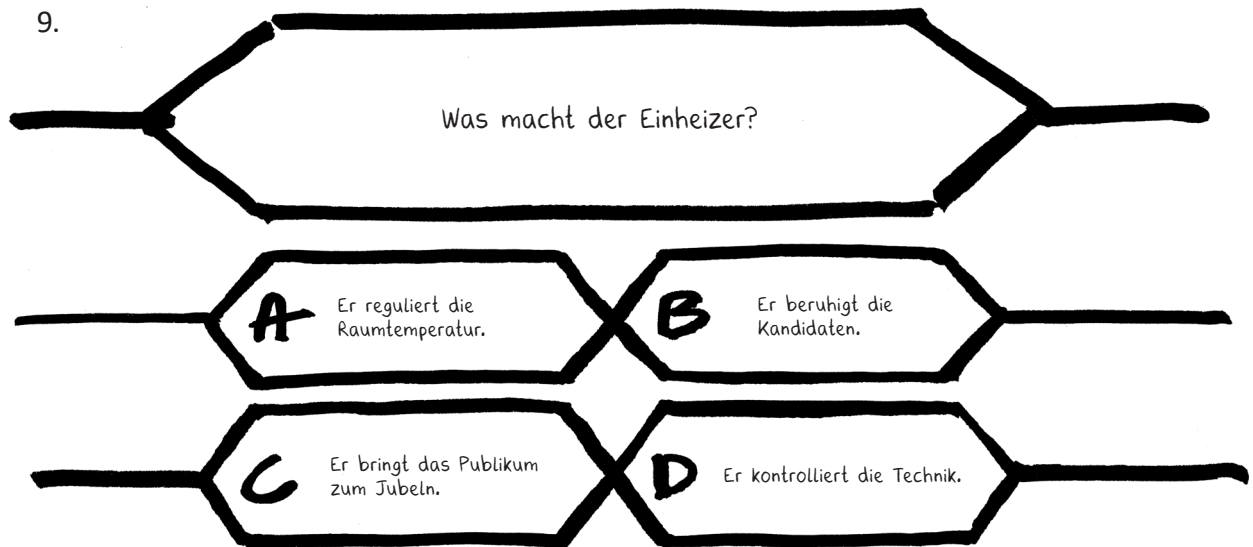 9.
Was macht der Einheizer?
A
Er reguliert die
Raumtemperatur.
B
Er beruhigt die
Kandidaten.
C
Er bringt das Publikum
zum Jubeln.
D
Er kontrolliert die Technik.